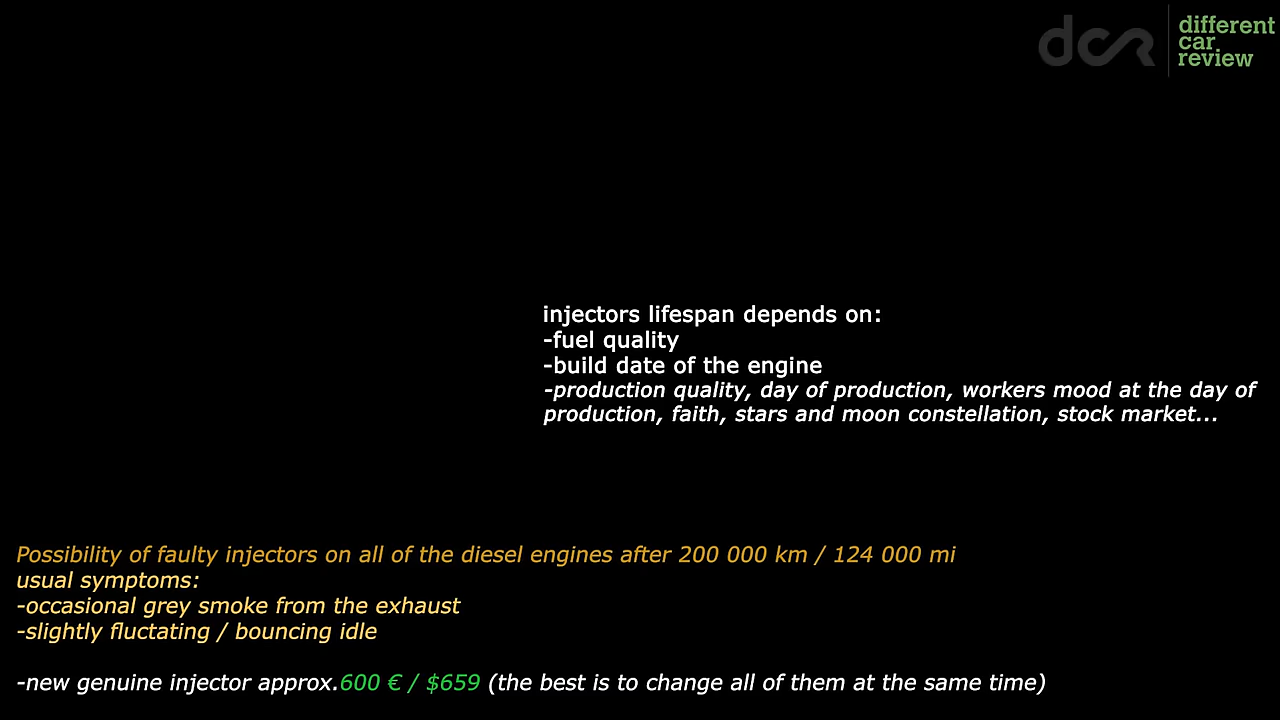 dcr
different
car
review
injectors lifespan depends on:
-fuel quality
-build date of the engine
-production quality, day of production, workers mood at the day of
production, faith, stars and moon constellation, stock market...
Possibility of faulty injectors on all of the diesel engines after 200 000 km / 124 000 mi
usual symptoms:
-occasional grey smoke from the exhaust
-slightly fluctating / bouncing idle
-new genuine injector approx.600 € / $659 (the best is to change all of them at the same time)